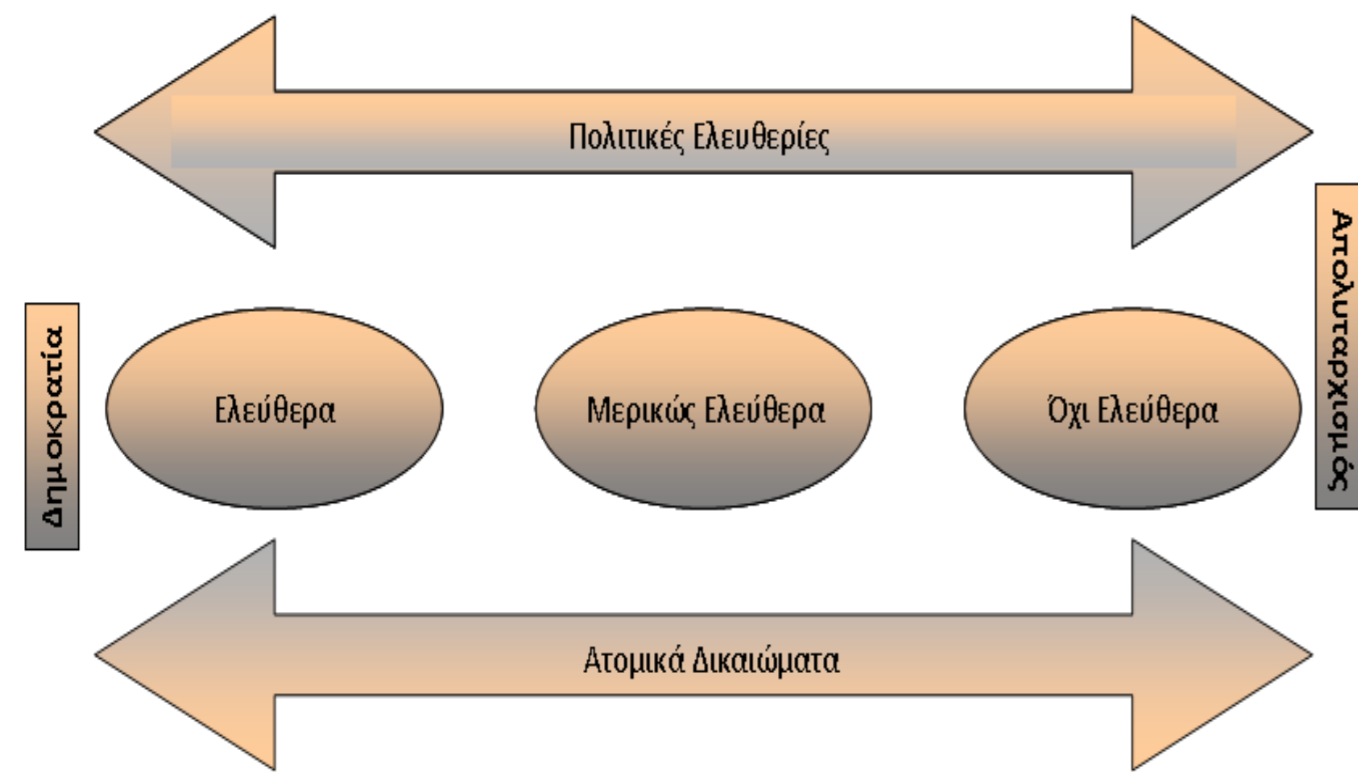 Πολιτικές Ελευθερίες
Δημοκρατία
Ελεύθερα
Μερικώς Ελεύθερα
Όχι Ελεύθερα
Απολυταρχισμός
Ατομικά Δικαιώματα